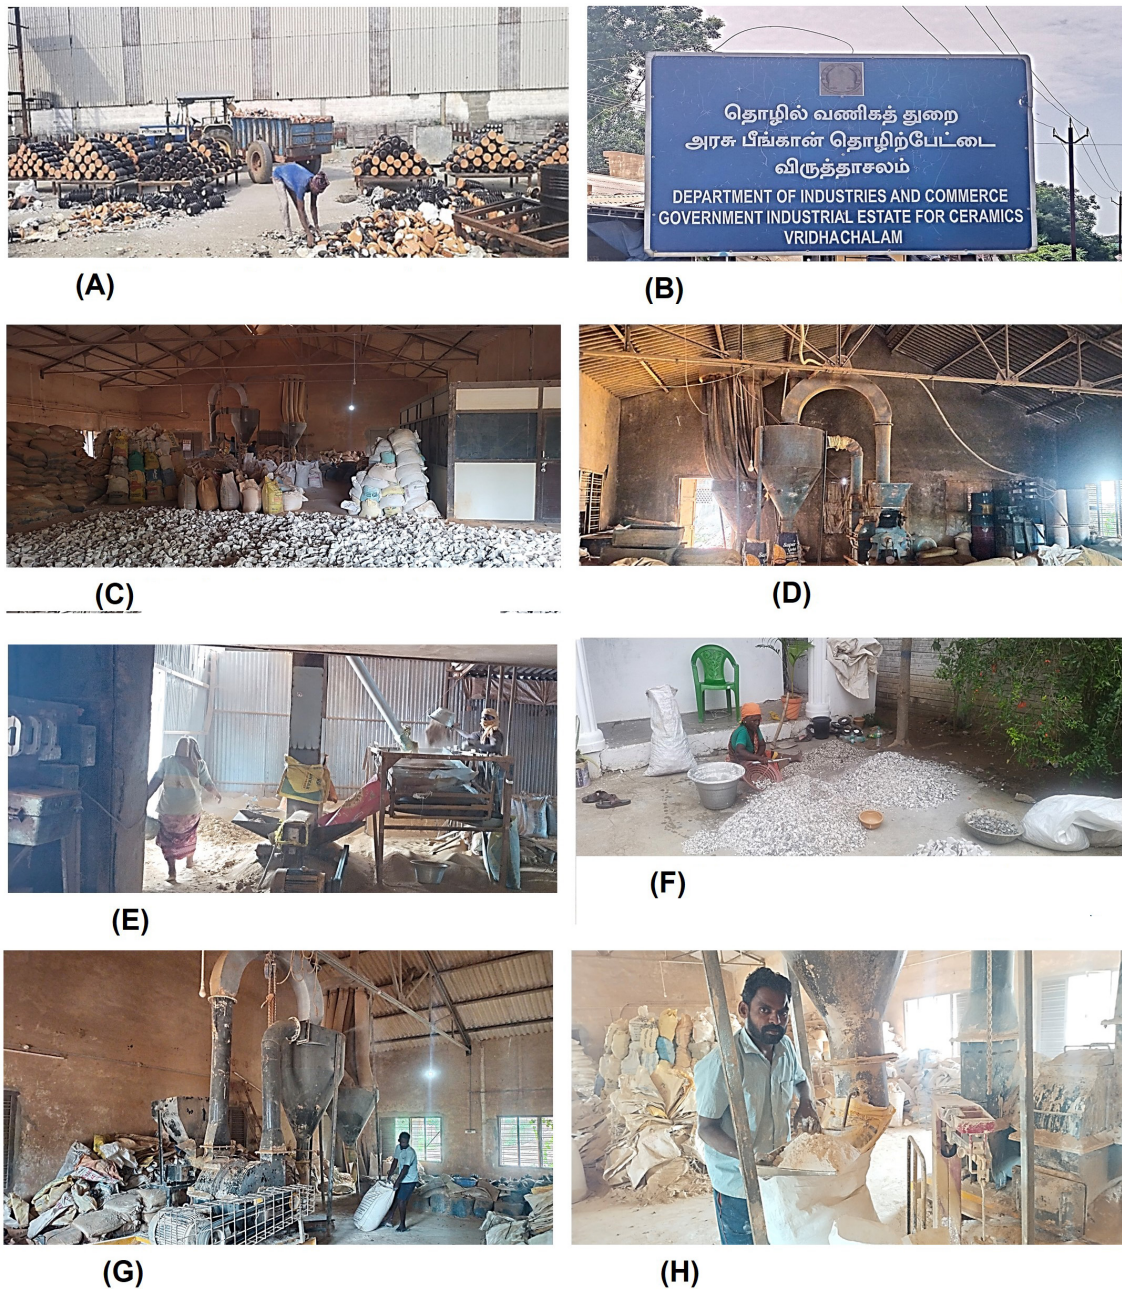 (A)
தொழில் வணிகத் துறை
அரசு பீங்கான் தொழிற்பேட்டை
விருத்தாசலம்
DEPARTMENT OF INDUSTRIES AND COMMERCE
GOVERNMENT INDUSTRIAL ESTATE FOR CERAMICS
VRIDHACHALAM
(B)
(C)
(D)
(E)
(F)
(G)
(H)